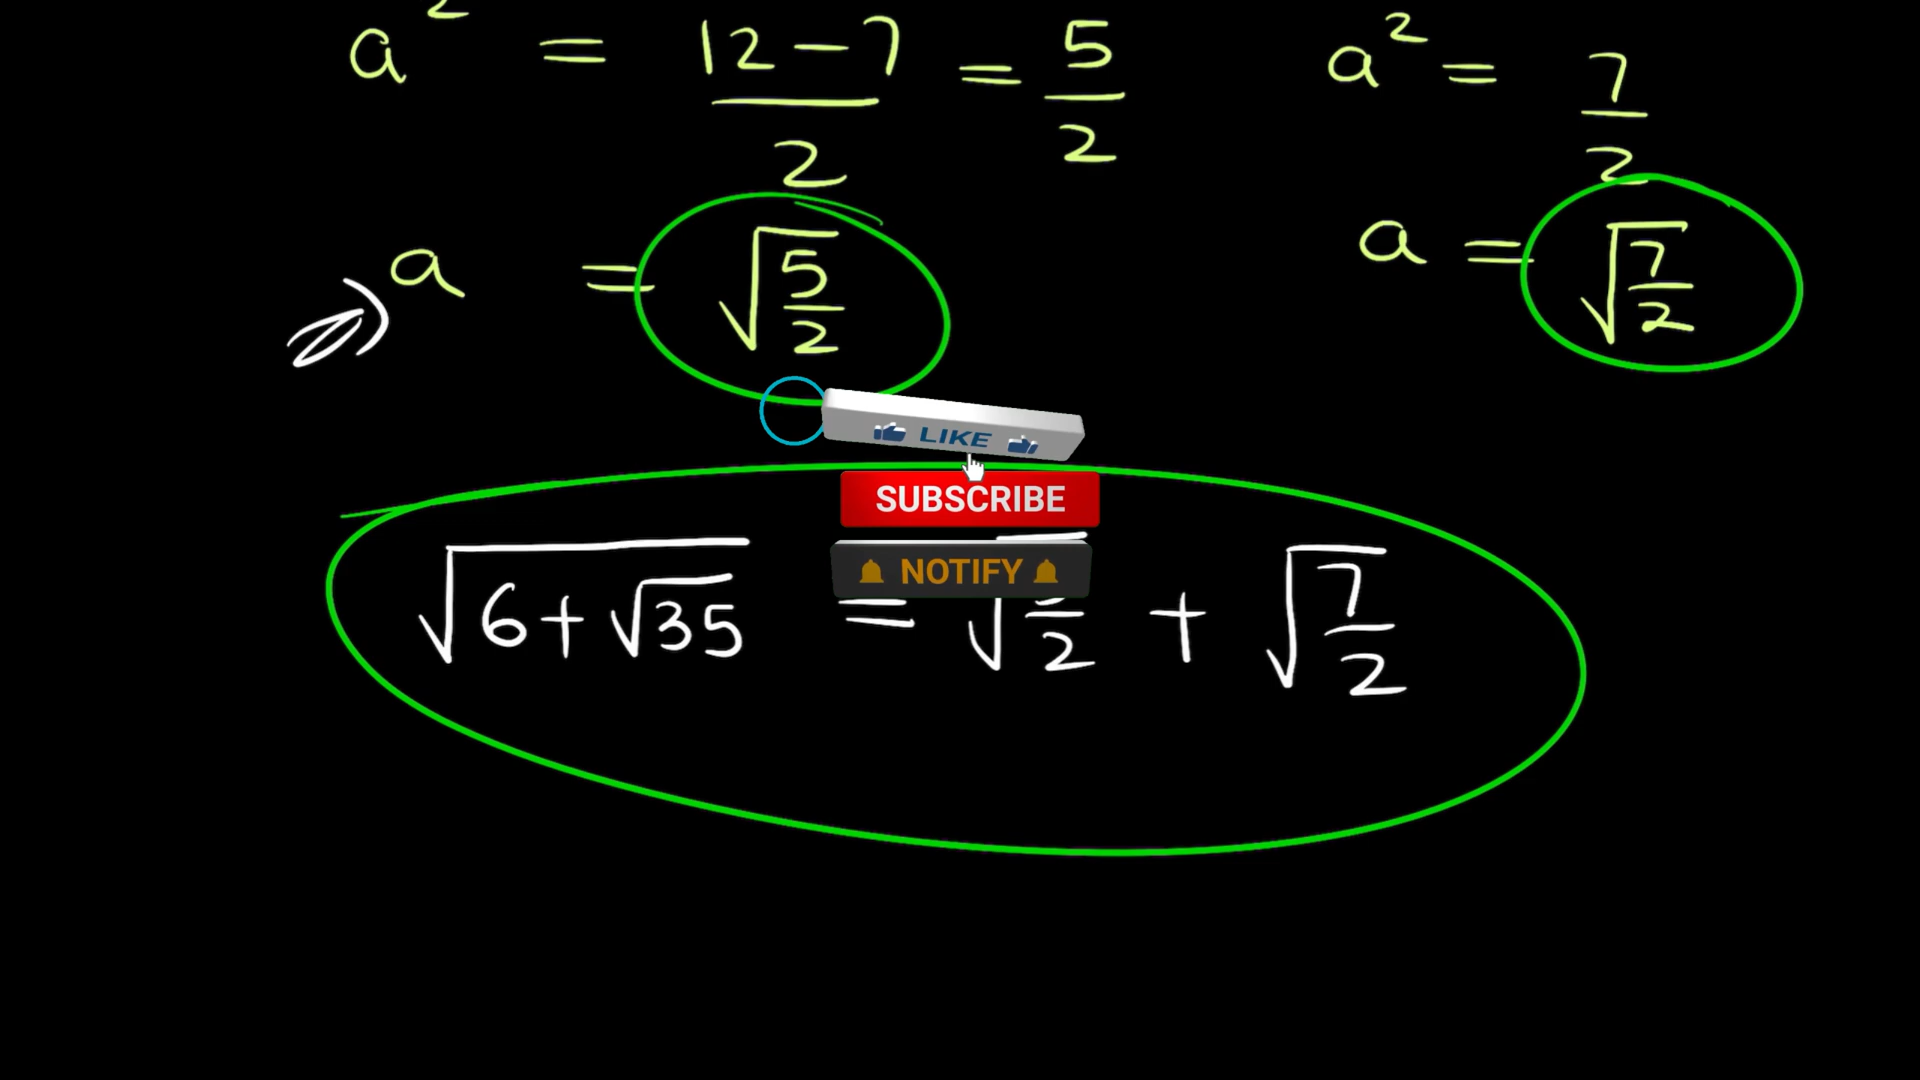 a² = (12-7)/2 = 5/2
a² = 7/2
a = √(5/2)
a = √(7/2)
LIKE
SUBSCRIBE
NOTIFY
√(6+√35) = √(/2) + √(7/2)